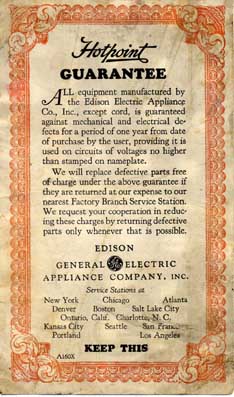 Hotpoint
GUARANTEE
ALL equipment manufactured by
the Edison Electric Appliance
Co., Inc., except cord, is guaranteed
against mechanical and electrical de-
fects for a period of one year from date
of purchase by the user, providing it is
used on circuits of voltages no higher
than stamped on nameplate.
We will replace defective parts free
of charge under the above guarantee if
they are returned at our expense to our
nearest Factory Branch Service Station.
We request your cooperation in reduc-
ing these charges by returning defective
parts only whenever that is possible.
EDISON
GENERAL GE ELECTRIC
APPLIANCE COMPANY, INC.
Service Stations at
New York Chicago Atlanta
Denver Boston Salt Lake City
Ontario, Calif. Charlotte, N. C.
Kansas City Seattle San Franc
Portland Los Angeles
KEEP THIS
A160X